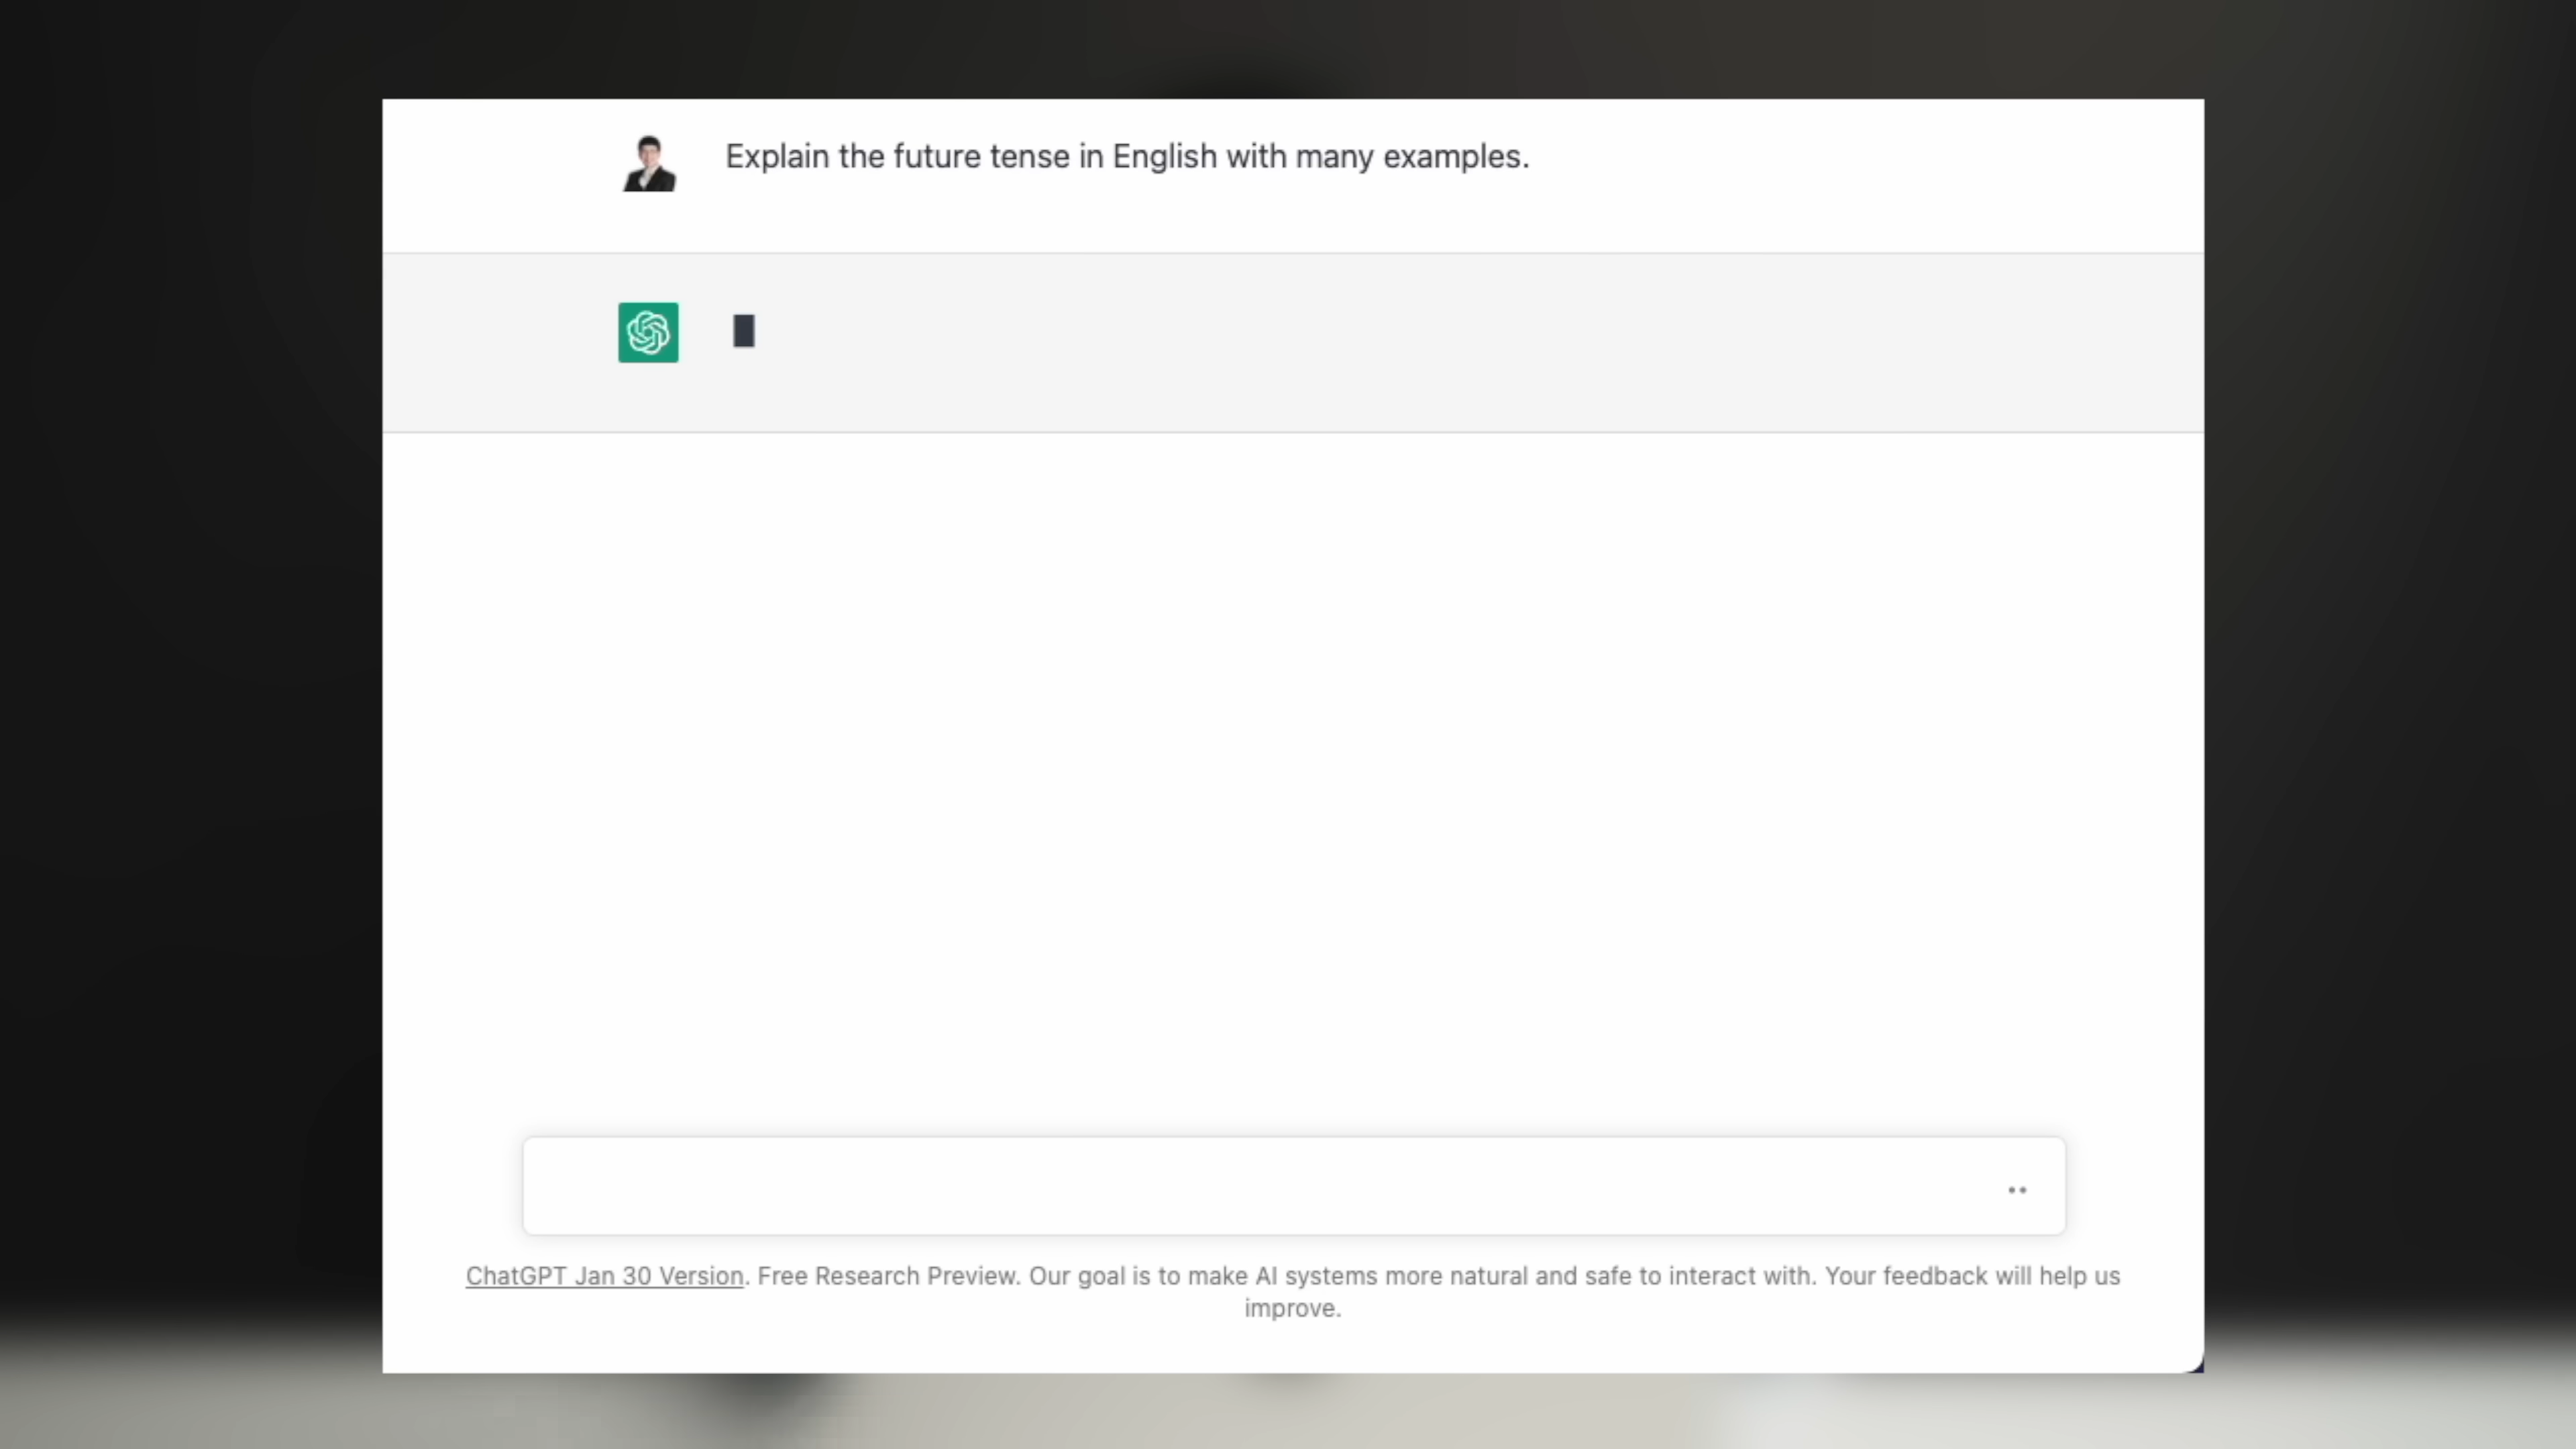 Explain the future tense in English with many examples.
ChatGPT Jan 30 Version. Free Research Preview. Our goal is to make AI systems more natural and safe to interact with. Your feedback will help us
improve.